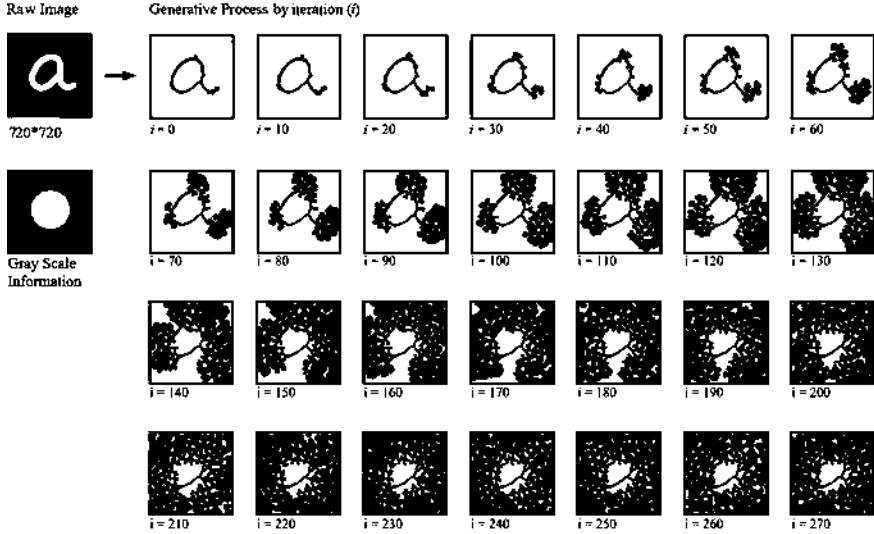 Raw Image
Generative Process by iteration (i)
a
720*720
i = 0
i = 10
i = 20
i = 30
i = 40
i = 50
i = 60
Gray Scale
Information
i = 70
i = 80
i = 90
i = 100
i = 110
i = 120
i = 130
i = 140
i = 150
i = 160
i = 170
i = 180
i = 190
i = 200
i = 210
i = 220
i = 230
i = 240
i = 250
i = 260
i = 270